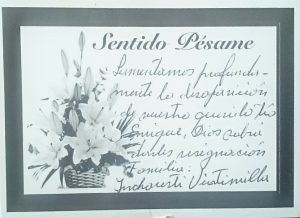 Sentido Pésame
Lamentamos profunda-
mente la desaparición
de nuestro querido tío
Enrique, Dios sabrá
darles resignación
Familia:
Inchausti Vintimilla